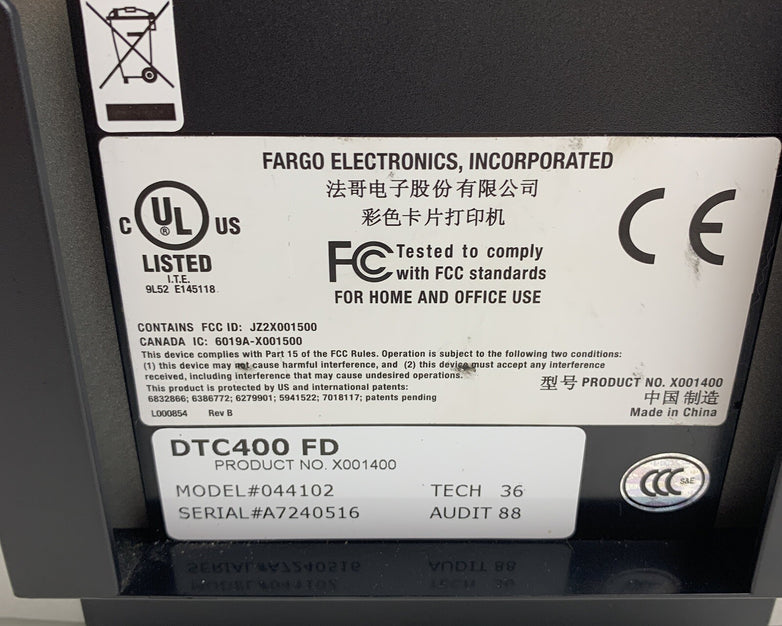 FARGO ELECTRONICS, INCORPORATED
法哥电子股份有限公司
彩色卡片打印机
C UL ® US
LISTED
I.T.E.
9L52 E145118
FC Tested to comply
with FCC standards
FOR HOME AND OFFICE USE
CE
CONTAINS FCC ID: JZ2X001500
CANADA IC: 6019A-X001500
This device complies with Part 15 of the FCC Rules. Operation is subject to the following two conditions:
(1) this device may not cause harmful interference, and (2) this device must accept any interference
received, including interference that may cause undesired operations.
This product is protected by US and international patents:
6832866; 6386772; 6279901; 5941522; 7018117; patents pending
L000854 Rev B
型号 PRODUCT NO. X001400
中国制造
Made in China
DTC400 FD
PRODUCT NO. X001400
MODEL#044102 TECH 36
SERIAL#A7240516 AUDIT 88
CCC S&E